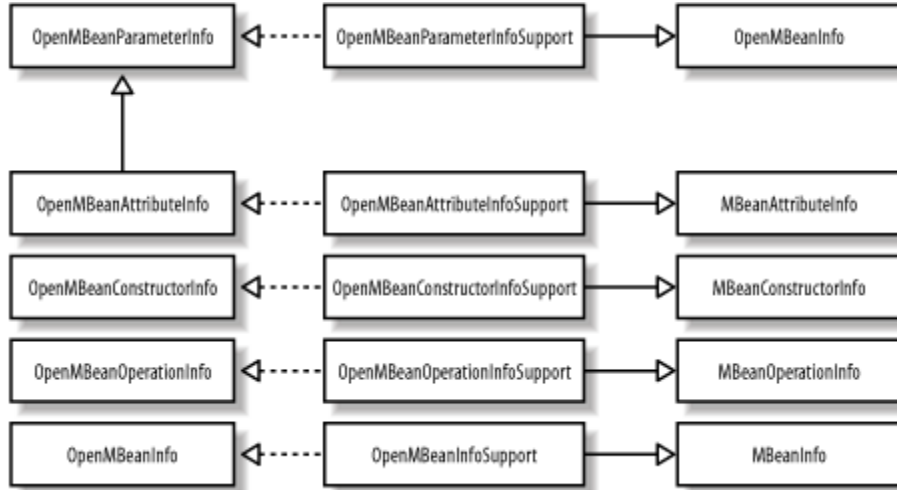 OpenMBeanParameterInfo
OpenMBeanParameterInfoSupport
OpenMBeanInfo
OpenMBeanAttributeInfo
OpenMBeanAttributeInfoSupport
MBeanAttributeInfo
OpenMBeanConstructorInfo
OpenMBeanConstructorInfoSupport
MBeanConstructorInfo
OpenMBeanOperationInfo
OpenMBeanOperationInfoSupport
MBeanOperationInfo
OpenMBeanInfo
OpenMBeanInfoSupport
MBeanInfo